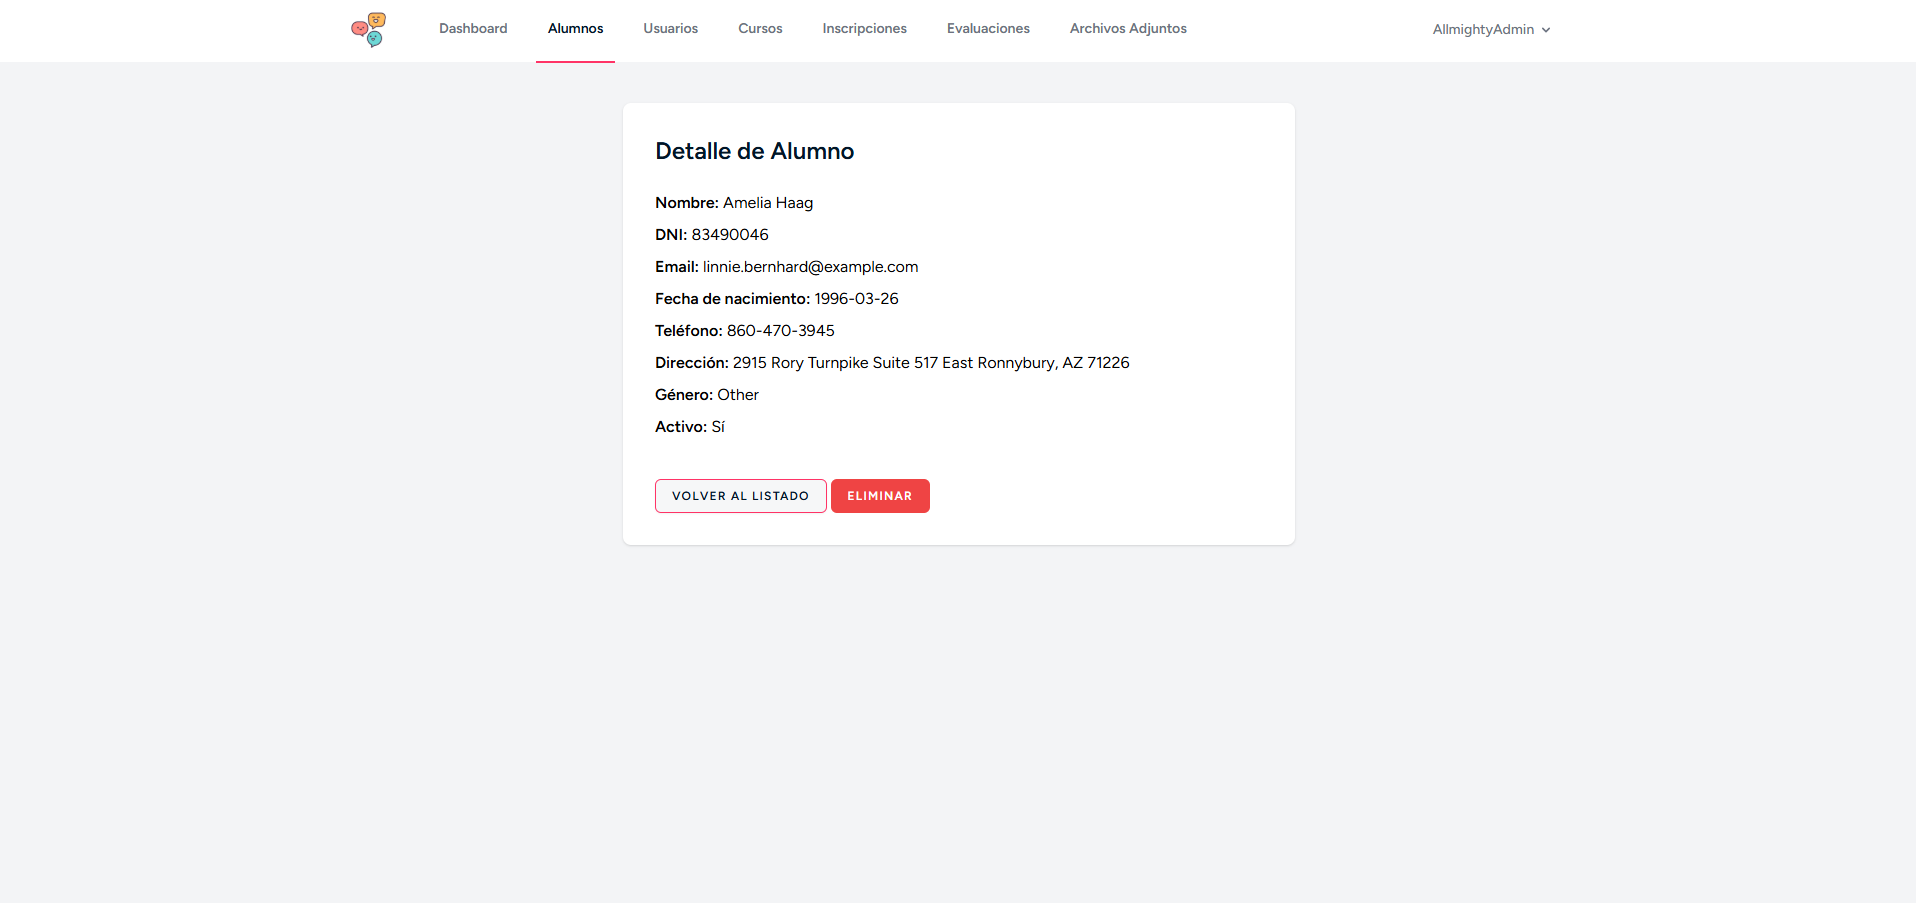 Dashboard Alumnos Usuarios Cursos Inscripciones Evaluaciones Archivos Adjuntos AllmightyAdmin
Detalle de Alumno
Nombre: Amelia Haag
DNI: 83490046
Email: linnie.bernhard@example.com
Fecha de nacimiento: 1996-03-26
Teléfono: 860-470-3945
Dirección: 2915 Rory Turnpike Suite 517 East Ronnybury, AZ 71226
Género: Other
Activo: Sí
VOLVER AL LISTADO ELIMINAR